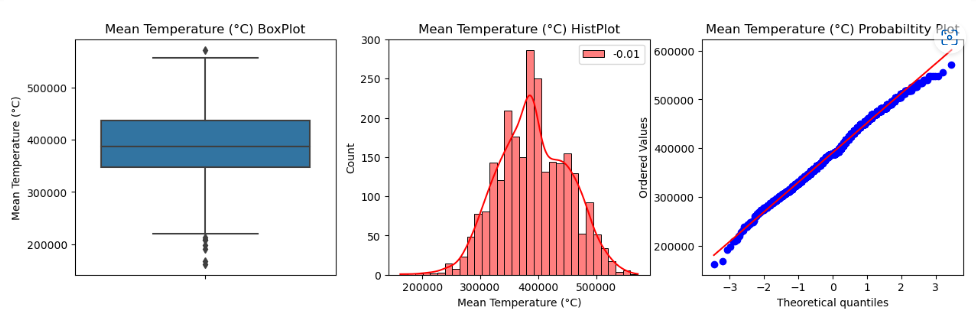 Mean Temperature (°C) BoxPlot
Mean Temperature (°C)
500000
400000
300000
200000
Mean Temperature (°C) HistPlot
-0.01
Count
300
250
200
150
100
50
0
200000 300000 400000 500000
Mean Temperature (°C)
Mean Temperature (°C) Probabiltity Plot
Ordered Values
600000
500000
400000
300000
200000
−3 −2 −1 0 1 2 3
Theoretical quantiles